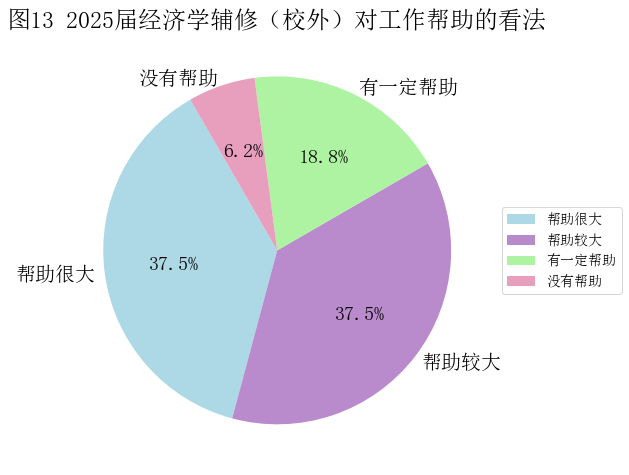 图13 2025届经济学辅修（校外）对工作帮助的看法
没有帮助
有一定帮助
6.2%
18.8%
帮助很大
37.5%
37.5%
帮助较大
帮助很大
帮助较大
有一定帮助
没有帮助